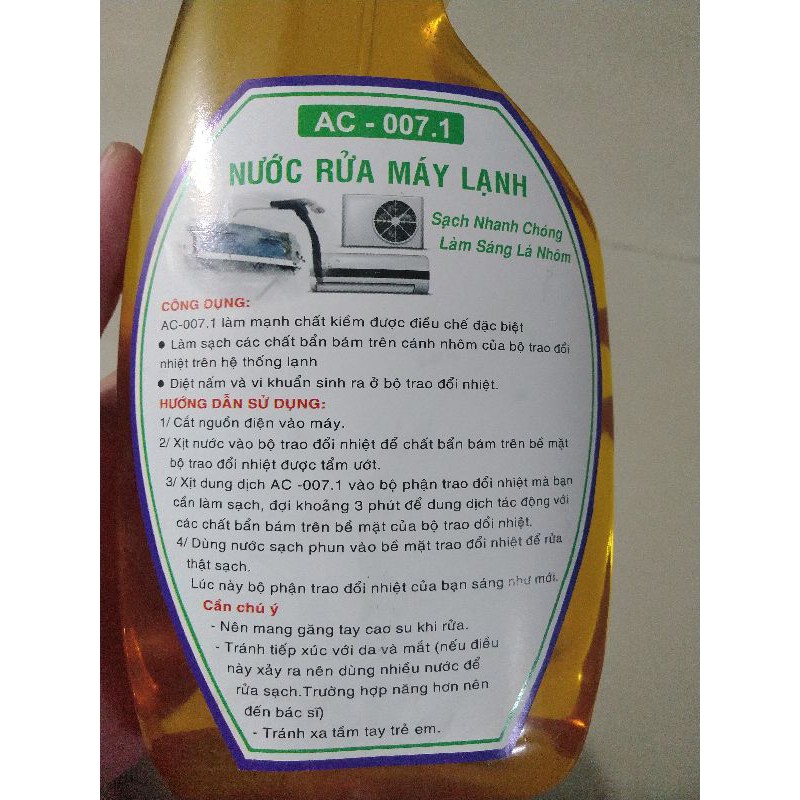 AC - 007.1
NƯỚC RỬA MÁY LẠNH
Sạch Nhanh Chóng
Làm Sáng Lá Nhôm
CÔNG DỤNG:
AC-007.1 làm mạnh chất kiềm được điều chế đặc biệt
• Làm sạch các chất bẩn bám trên cánh nhôm của bộ trao đổi
nhiệt trên hệ thống lạnh
• Diệt nấm và vi khuẩn sinh ra ở bộ trao đổi nhiệt.
HƯỚNG DẪN SỬ DỤNG:
1/ Cắt nguồn điện vào máy.
2/ Xịt nước vào bộ trao đổi nhiệt để chất bẩn bám trên bề mặt
bộ trao đổi nhiệt được tẩm ướt.
3/ Xịt dung dịch AC -007.1 vào bộ phận trao đổi nhiệt mà bạn
cần làm sạch, đợi khoảng 3 phút để dung dịch tác động với
các chất bẩn bám trên bề mặt của bộ trao dổi nhiệt.
4/ Dùng nước sạch phun vào bề mặt trao đổi nhiệt để rửa
thật sạch.
Lúc này bộ phận trao đổi nhiệt của bạn sáng như mới.
Cần chú ý
- Nên mang găng tay cao su khi rửa.
- Tránh tiếp xúc với da và mắt (nếu điều
này xảy ra nên dùng nhiều nước để
rửa sạch.Trường hợp năng hơn nên
đến bác sĩ)
- Tránh xa tầm tay trẻ em.